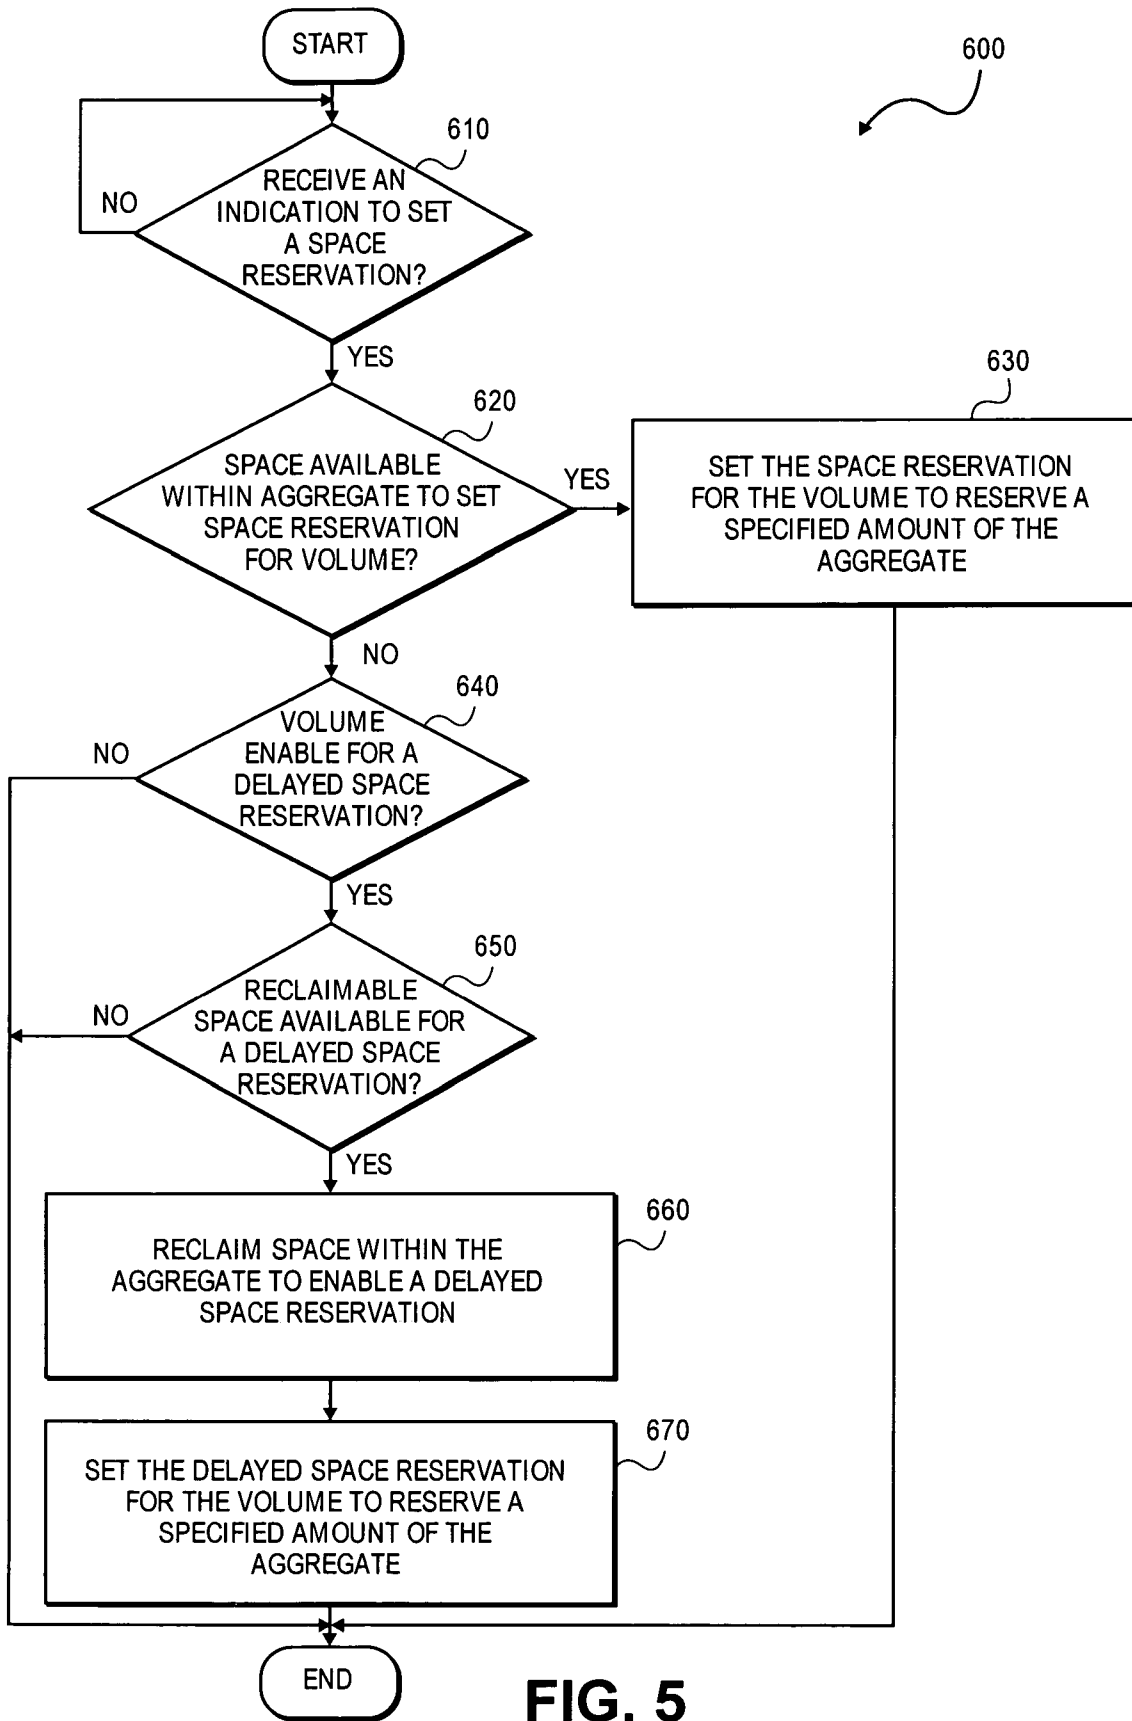 START
600
610
RECEIVE AN
INDICATION TO SET
A SPACE
RESERVATION?
NO
YES
620
SPACE AVAILABLE
WITHIN AGGREGATE TO SET
SPACE RESERVATION
FOR VOLUME?
YES
630
SET THE SPACE RESERVATION
FOR THE VOLUME TO RESERVE A
SPECIFIED AMOUNT OF THE
AGGREGATE
NO
640
VOLUME
ENABLE FOR A
DELAYED SPACE
RESERVATION?
NO
YES
650
RECLAIMABLE
SPACE AVAILABLE FOR
A DELAYED SPACE
RESERVATION?
NO
YES
660
RECLAIM SPACE WITHIN THE
AGGREGATE TO ENABLE A DELAYED
SPACE RESERVATION
670
SET THE DELAYED SPACE RESERVATION
FOR THE VOLUME TO RESERVE A
SPECIFIED AMOUNT OF THE
AGGREGATE
END
FIG. 5